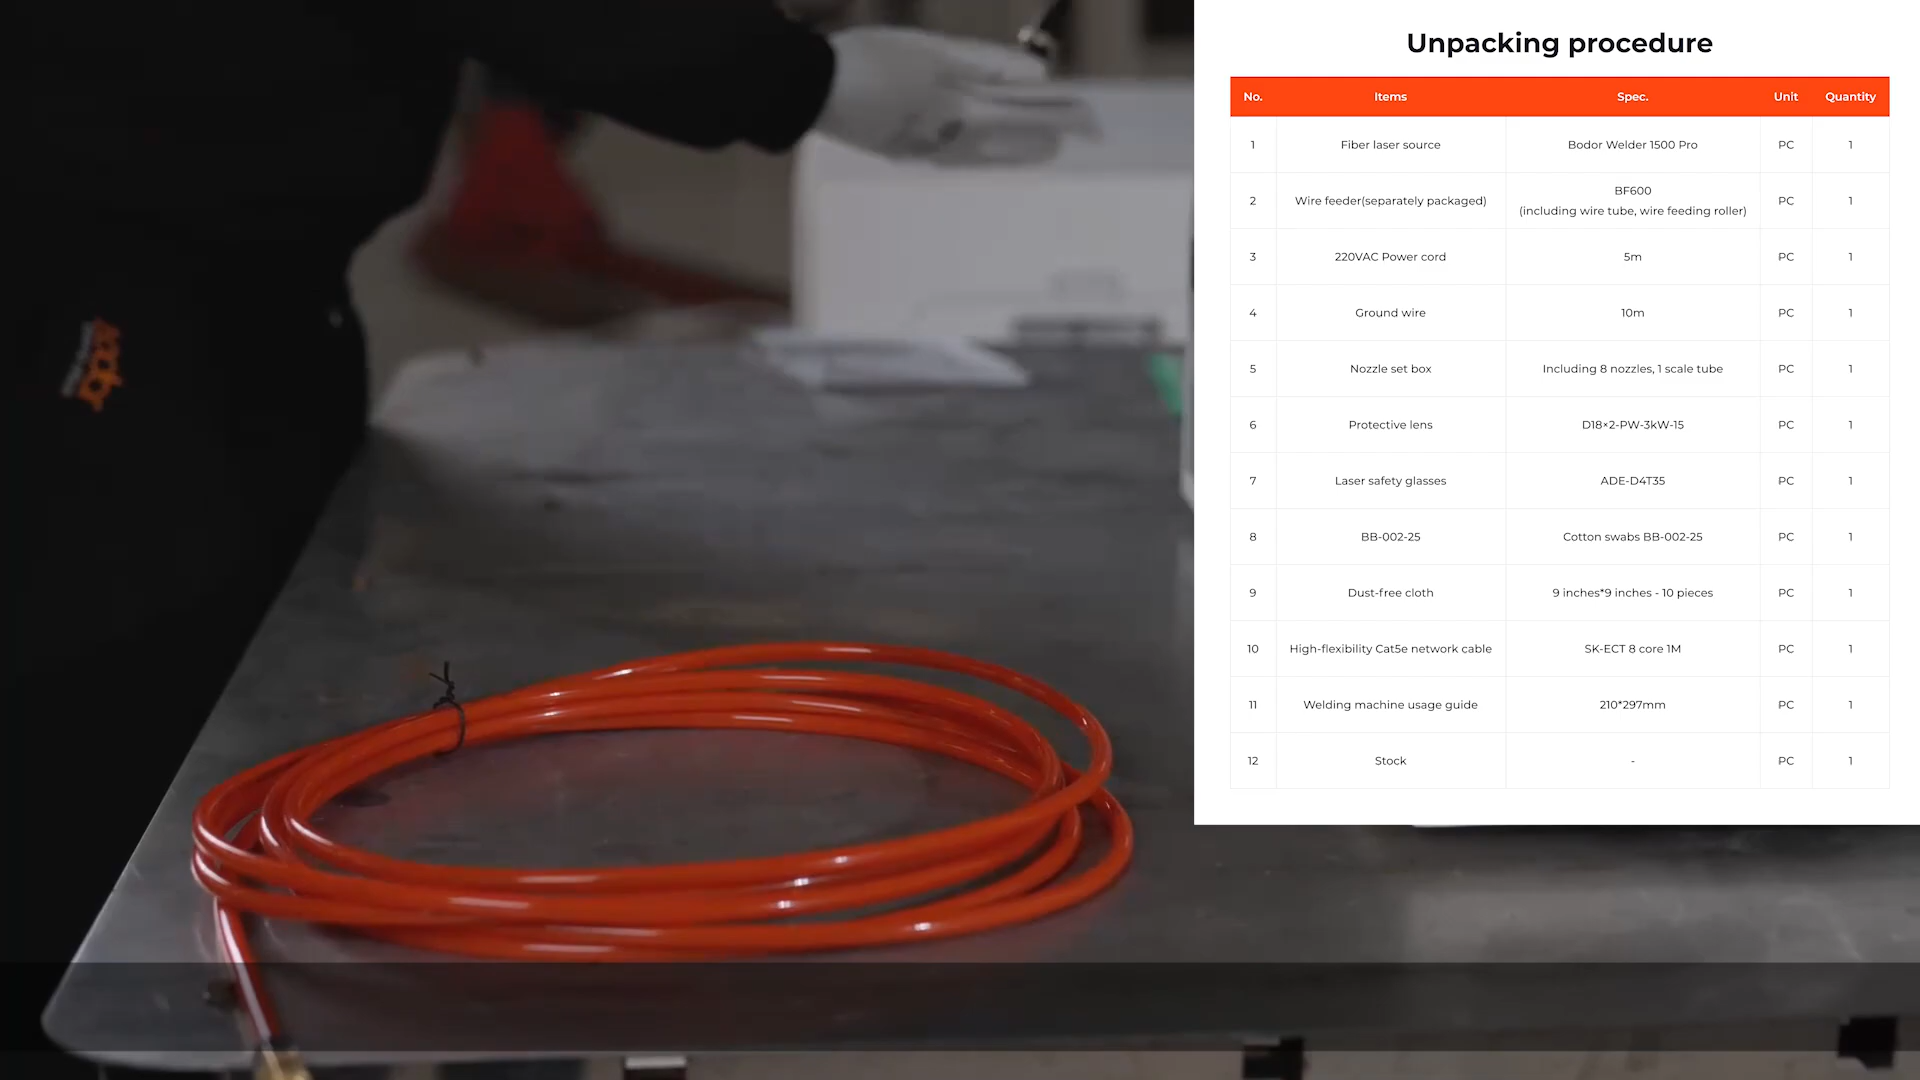 Unpacking procedure
No. Items Spec. Unit Quantity
1 Fiber laser source Bodor Welder 1500 Pro PC 1
2 Wire feeder(separately packaged) BF600 (including wire tube, wire feeding roller) PC 1
3 220VAC Power cord 5m PC 1
4 Ground wire 10m PC 1
5 Nozzle set box Including 8 nozzles, 1 scale tube PC 1
6 Protective lens D18×2-PW-3kW-15 PC 1
7 Laser safety glasses ADE-D4T35 PC 1
8 BB-002-25 Cotton swabs BB-002-25 PC 1
9 Dust-free cloth 9 inches*9 inches - 10 pieces PC 1
10 High-flexibility Cat5e network cable SK-ECT 8 core 1M PC 1
11 Welding machine usage guide 210*297mm PC 1
12 Stock - PC 1